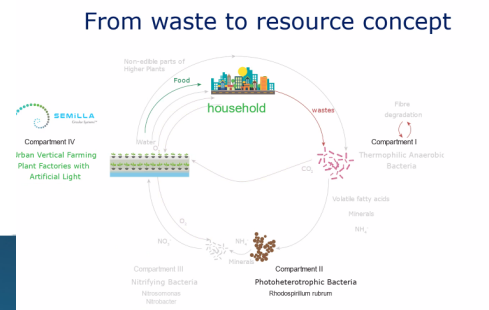 From waste to resource concept
Non-edible parts of
Higher Plants
Food
household
wastes
Fibre
degradation
SEMiLLA
Compartment IV
Urban Vertical Farming
Plant Factories with
Artificial Light
Water
O2
Compartment I
Thermophilic Anaerobic
Bacteria
CO2
Volatile fatty acids
Minerals
NH4
O2
NO3
NH4
Minerals
Compartment III
Nitrifying Bacteria
Nitrosomonas
Nitrobacter
Compartment II
Photoheterotrophic Bacteria
Rhodospirillum rubrum